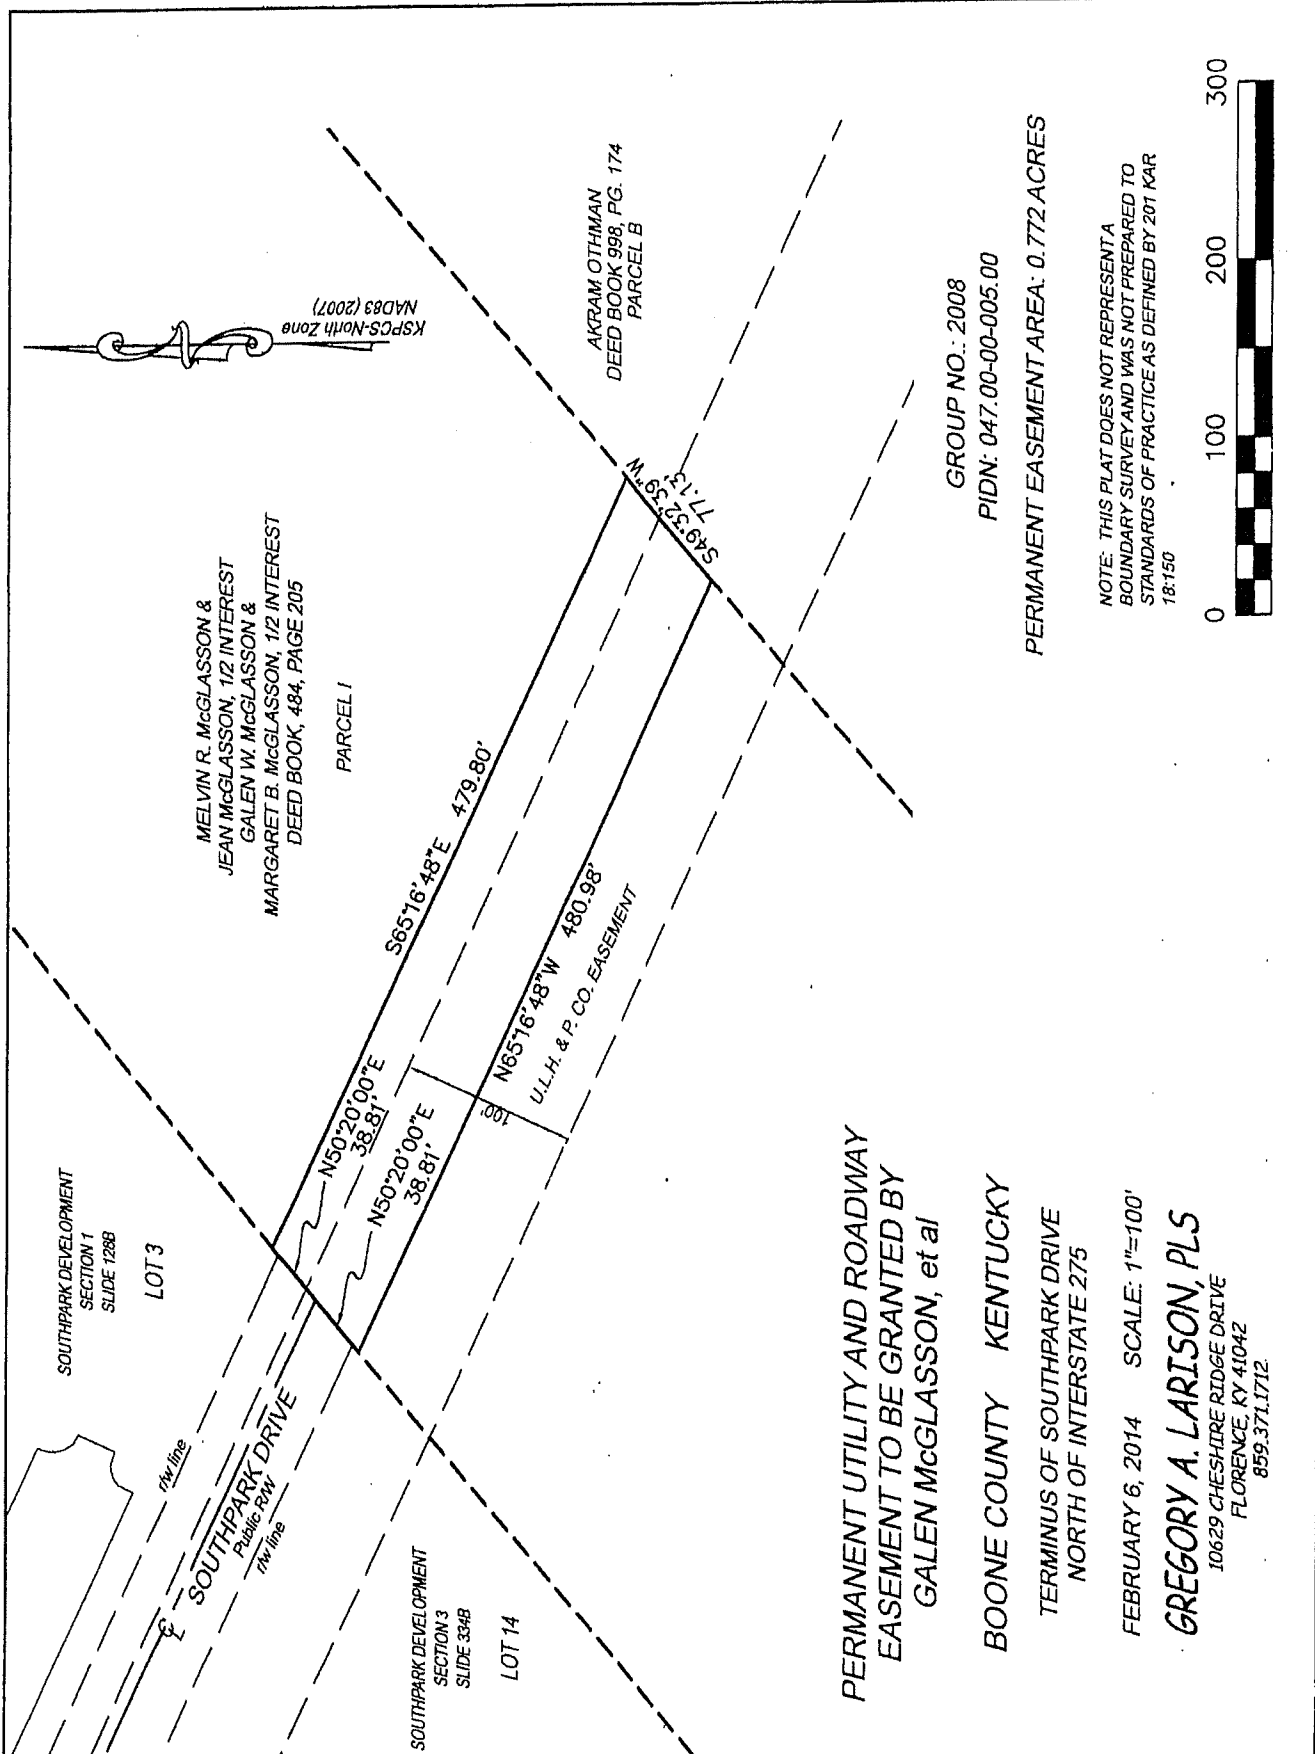 SOUTHPARK DEVELOPMENT
SECTION 1
SLIDE 128B
LOT 3
MELVIN R. McGLASSON &
JEAN McGLASSON, 1/2 INTEREST
GALEN W. McGLASSON &
MARGARET B. McGLASSON, 1/2 INTEREST
DEED BOOK, 484, PAGE 205
PARCEL I
KSPCS-North Zone
NAD83 (2007)
AKRAM OTHMAN
DEED BOOK 998, PG. 174
PARCEL B
r/w line
℄ SOUTHPARK DRIVE
Public R/W
r/w line
N50°20'00"E
38.81'
N50°20'00"E
38.81'
S65°16'48"E 479.80'
N65°16'48"W 480.98'
U.L.H. & P. CO. EASEMENT
100'
S49°32'39"W
77.13'
SOUTHPARK DEVELOPMENT
SECTION 3
SLIDE 334B
LOT 14
PERMANENT UTILITY AND ROADWAY
EASEMENT TO BE GRANTED BY
GALEN McGLASSON, et al
BOONE COUNTY KENTUCKY
TERMINUS OF SOUTHPARK DRIVE
NORTH OF INTERSTATE 275
FEBRUARY 6, 2014 SCALE: 1"=100'
GREGORY A. LARISON, PLS
10629 CHESHIRE RIDGE DRIVE
FLORENCE, KY 41042
859.371.1712
GROUP NO.: 2008
PIDN: 047.00-00-005.00
PERMANENT EASEMENT AREA: 0.772 ACRES
NOTE: THIS PLAT DOES NOT REPRESENT A
BOUNDARY SURVEY AND WAS NOT PREPARED TO
STANDARDS OF PRACTICE AS DEFINED BY 201 KAR
18:150
0 100 200 300